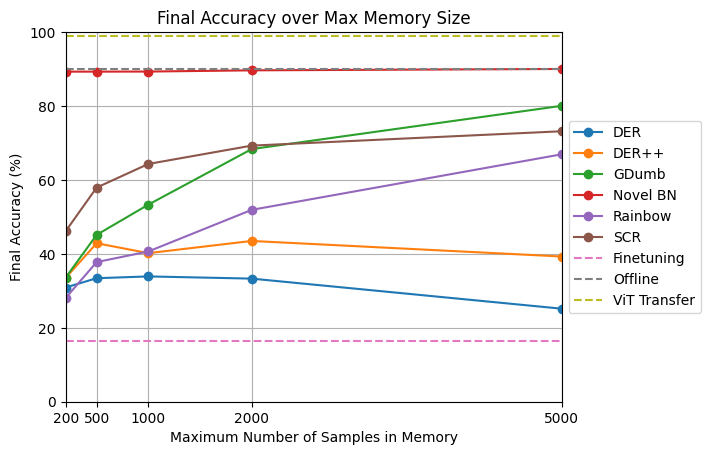 Final Accuracy over Max Memory Size
Final Accuracy (%)
100
80
60
40
20
0
200 500 1000 2000 5000
Maximum Number of Samples in Memory
DER
DER++
GDumb
Novel BN
Rainbow
SCR
Finetuning
Offline
ViT Transfer